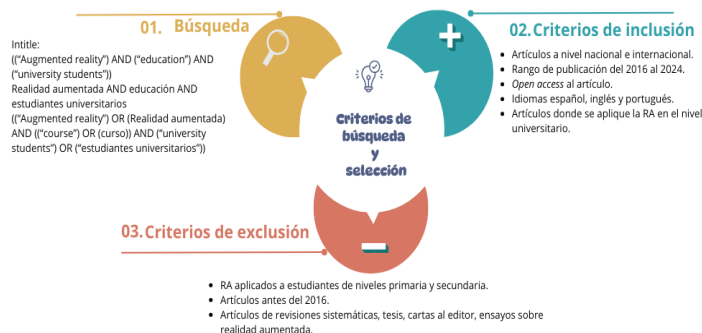 01. Búsqueda
Intitle:
((“Augmented reality”) AND (“education”) AND
(“university students”))
Realidad aumentada AND educación AND
estudiantes universitarios
((“Augmented reality”) OR (Realidad aumentada)
AND ((“course”) OR (curso)) AND (“university
students”) OR (“estudiantes universitarios”))
02. Criterios de inclusión
• Artículos a nivel nacional e internacional.
• Rango de publicación del 2016 al 2024.
• Open access al artículo.
• Idiomas español, inglés y portugués.
• Artículos donde se aplique la RA en el nivel
universitario.
Criterios de
búsqueda
y
selección
03. Criterios de exclusión
• RA aplicados a estudiantes de niveles primaria y secundaria.
• Artículos antes del 2016.
• Artículos de revisiones sistemáticas, tesis, cartas al editor, ensayos sobre
realidad aumentada.